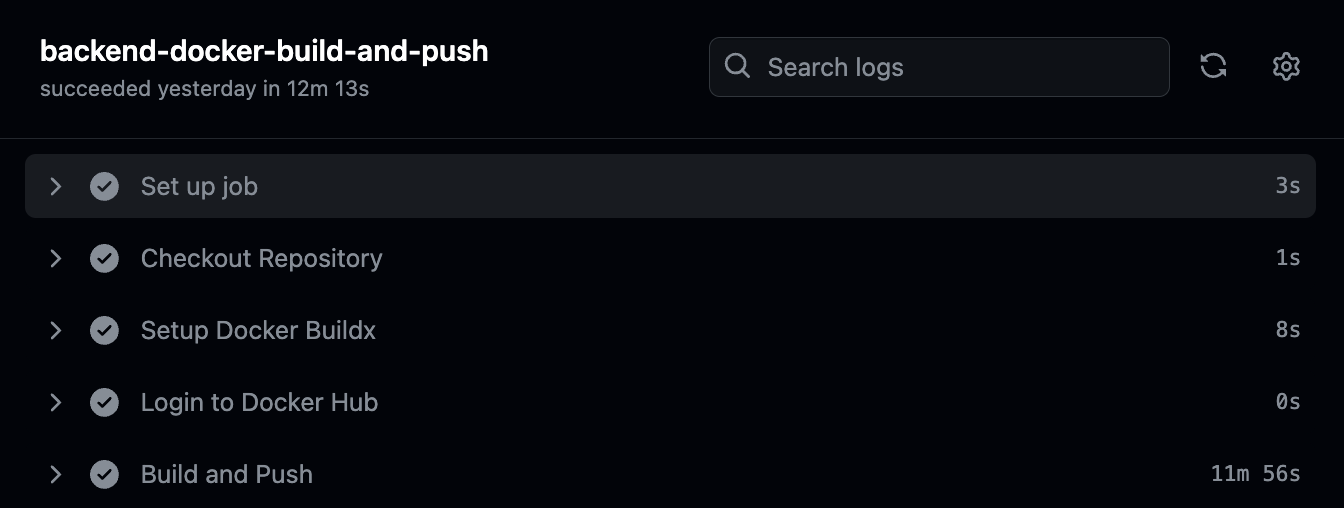 backend-docker-build-and-push
succeeded yesterday in 12m 13s
Search logs
Set up job 3s
Checkout Repository 1s
Setup Docker Buildx 8s
Login to Docker Hub 0s
Build and Push 11m 56s